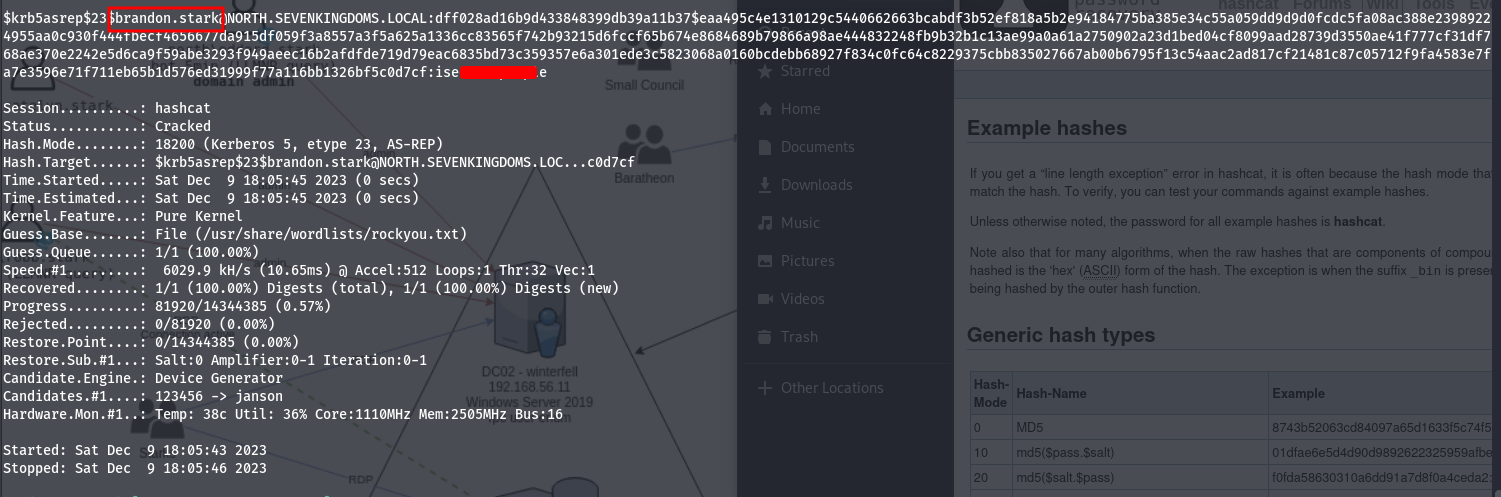 $krb5asrep$23$brandon.stark@NORTH.SEVENKINGDOMS.LOCAL:dff028ad16b9d433848399db39a11b37$eaa495c4e1310129c5440662663bcabdf3b52ef818a5b2e94184775ba385e34c55a059dd9d9d0fcdc5fa08ac388e2398922
4955aa0c930f444fbecf4656677da915df059f3a8557a3f5a625a1336cc83565f742b93215d6fccf65b674e8684689b79866a98ae444832248fb9b32b1c13ae99a0a61a2750902a23d1bed04cf8099aad28739d3550ae41f777cf31df7
a7e3596e71f711eb65b1d576ed31999f77a116bb1326bf5c0d7cf:ise e
Session..........: hashcat
Status...........: Cracked
Hash.Mode........: 18200 (Kerberos 5, etype 23, AS-REP)
Hash.Target......: $krb5asrep$23$brandon.stark@NORTH.SEVENKINGDOMS.LOC...c0d7cf
Time.Started.....: Sat Dec  9 18:05:45 2023 (0 secs)
Time.Estimated...: Sat Dec  9 18:05:45 2023 (0 secs)
Kernel.Feature...: Pure Kernel
Guess.Base.......: File (/usr/share/wordlists/rockyou.txt)
Guess.Queue......: 1/1 (100.00%)
Speed.#1.........:  6029.9 kH/s (10.65ms) @ Accel:512 Loops:1 Thr:32 Vec:1
Recovered........: 1/1 (100.00%) Digests (total), 1/1 (100.00%) Digests (new)
Progress.........: 81920/14344385 (0.57%)
Rejected.........: 0/81920 (0.00%)
Restore.Point....: 0/14344385 (0.00%)
Restore.Sub.#1...: Salt:0 Amplifier:0-1 Iteration:0-1
Candidate.Engine.: Device Generator
Candidates.#1....: 123456 -> janson
Hardware.Mon.#1..: Temp: 38c Util: 36% Core:1110MHz Mem:2505MHz Bus:16
Started: Sat Dec  9 18:05:43 2023
Stopped: Sat Dec  9 18:05:46 2023
domain admin
Small Council
Baratheon
DC02 - winterfell
192.168.56.11
Windows Server 2019
RDP
Starred
Home
Documents
Downloads
Music
Pictures
Videos
Trash
Other Locations
password
hashcat Forums Wiki Tools Eve
Example hashes
If you get a “line length exception” error in hashcat, it is often because the hash mode that
match the hash. To verify, you can test your commands against example hashes.
Unless otherwise noted, the password for all example hashes is hashcat.
Note also that for many algorithms, when the raw hashes that are components of compou
hashed is the 'hex' (ASCII) form of the hash. The exception is when the suffix _bin is presen
being hashed by the outer hash function.
Generic hash types
Hash-Mode Hash-Name Example
0 MD5 8743b52063cd84097a65d1633f5c74f5
10 md5($pass.$salt) 01dfae6e5d4d90d9892622325959afbe
20 md5($salt.$pass) f0fda58630310a6dd91a7d8f0a4ceda2: